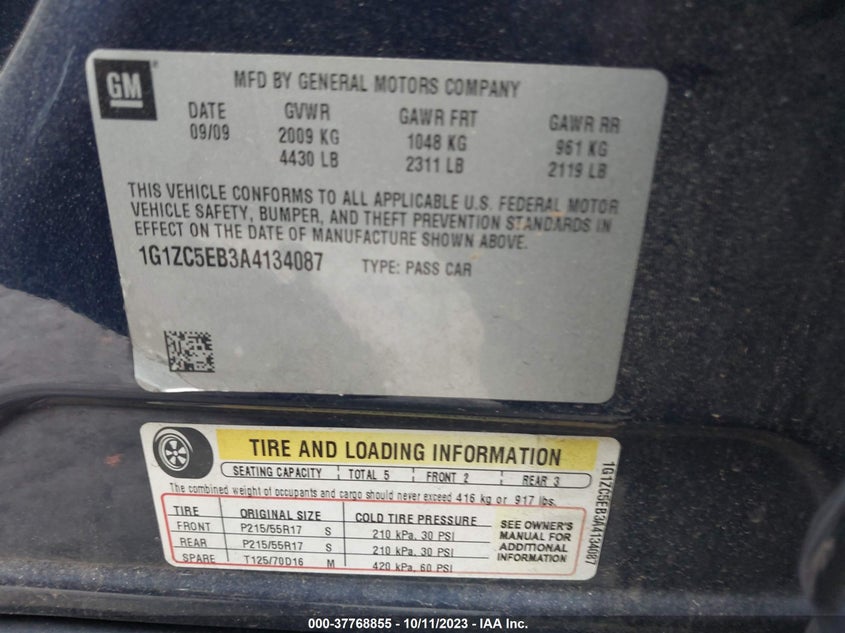 GM
MFD BY GENERAL MOTORS COMPANY
DATE GVWR GAWR FRT GAWR RR
09/09 2009 KG 1048 KG 961 KG
4430 LB 2311 LB 2119 LB
THIS VEHICLE CONFORMS TO ALL APPLICABLE U.S. FEDERAL MOTOR
VEHICLE SAFETY, BUMPER, AND THEFT PREVENTION STANDARDS IN
EFFECT ON THE DATE OF MANUFACTURE SHOWN ABOVE.
1G1ZC5EB3A4134087 TYPE: PASS CAR
TIRE AND LOADING INFORMATION
SEATING CAPACITY TOTAL 5 FRONT 2 REAR 3
The combined weight of occupants and cargo should never exceed 416 kg or 917 lbs.
TIRE ORIGINAL SIZE COLD TIRE PRESSURE
FRONT P215/55R17 S 210 kPa, 30 PSI
REAR P215/55R17 S 210 kPa, 30 PSI
SPARE T125/70D16 M 420 kPa, 60 PSI
SEE OWNER'S
MANUAL FOR
ADDITIONAL
INFORMATION
1G1ZC5EB3A4134087
000-37768855 - 10/11/2023 - IAA Inc.